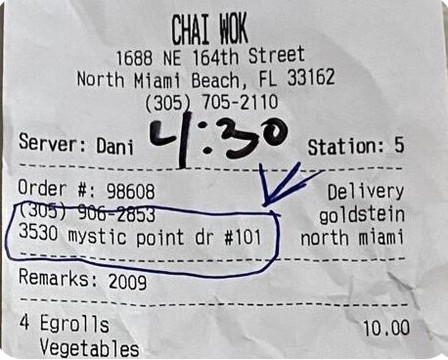 CHAI WOK
1688 NE 164th Street
North Miami Beach, FL 33162
(305) 705-2110
4:30
Server: Dani Station: 5
Order #: 98608 Delivery
(305) 906-2853 goldstein
3530 mystic point dr #101 north miami
Remarks: 2009
4 Egrolls 10.00
Vegetables